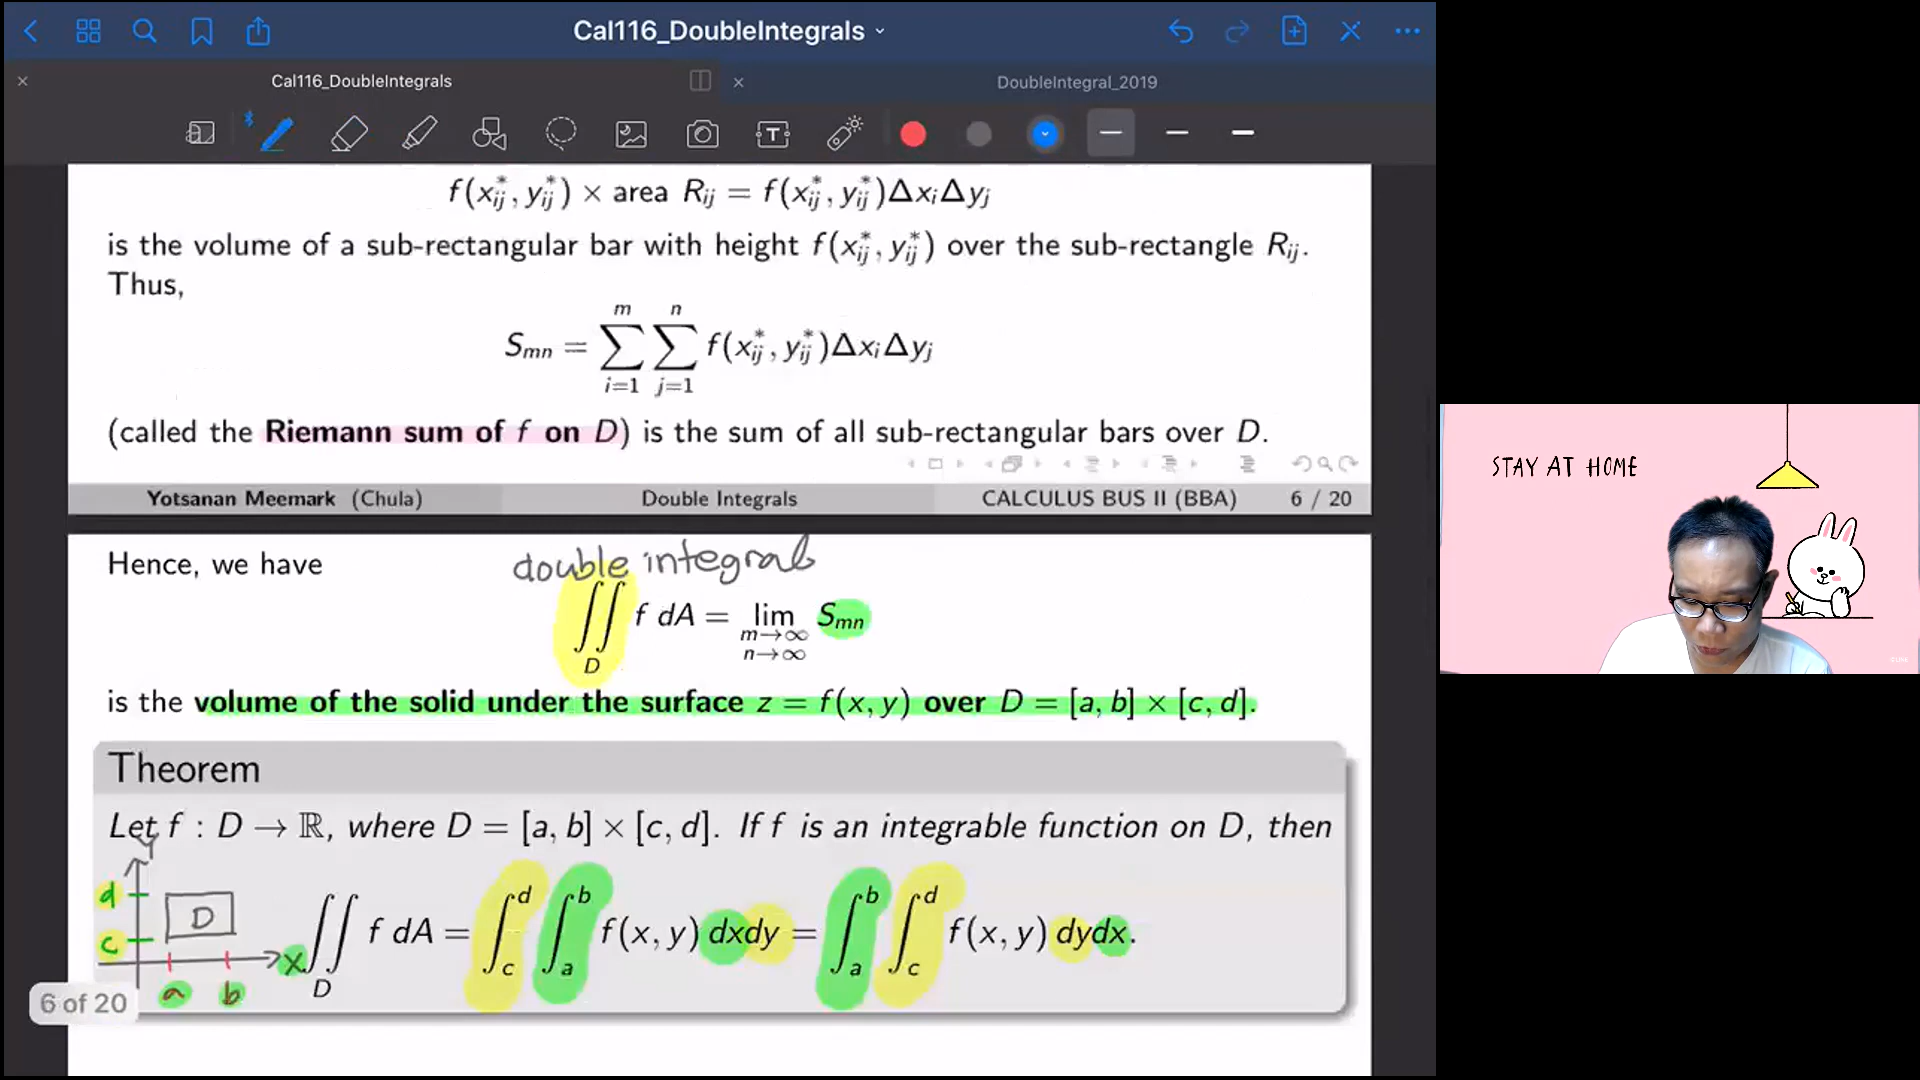 Cal116_DoubleIntegrals
Cal116_DoubleIntegrals
DoubleIntegral_2019
f(x*ij, y*ij) × area Rij = f(x*ij, y*ij)ΔxiΔyj
is the volume of a sub-rectangular bar with height f(x*ij, y*ij) over the sub-rectangle Rij.
Thus,
Smn = ∑_{i=1}^{m} ∑_{j=1}^{n} f(x*ij, y*ij)ΔxiΔyj
(called the Riemann sum of f on D) is the sum of all sub-rectangular bars over D.
Yotsanan Meemark (Chula) Double Integrals CALCULUS BUS II (BBA) 6 / 20
Hence, we have
double integral
∬_D f dA = lim_{m→∞ n→∞} Smn
is the volume of the solid under the surface z = f(x, y) over D = [a, b] × [c, d].
Theorem
Let f : D → ℝ, where D = [a, b] × [c, d]. If f is an integrable function on D, then
∬_D f dA = ∫_c^d ∫_a^b f(x, y) dxdy = ∫_a^b ∫_c^d f(x, y) dydx.
Y
d
D
c
X
a b
6 of 20
STAY AT HOME